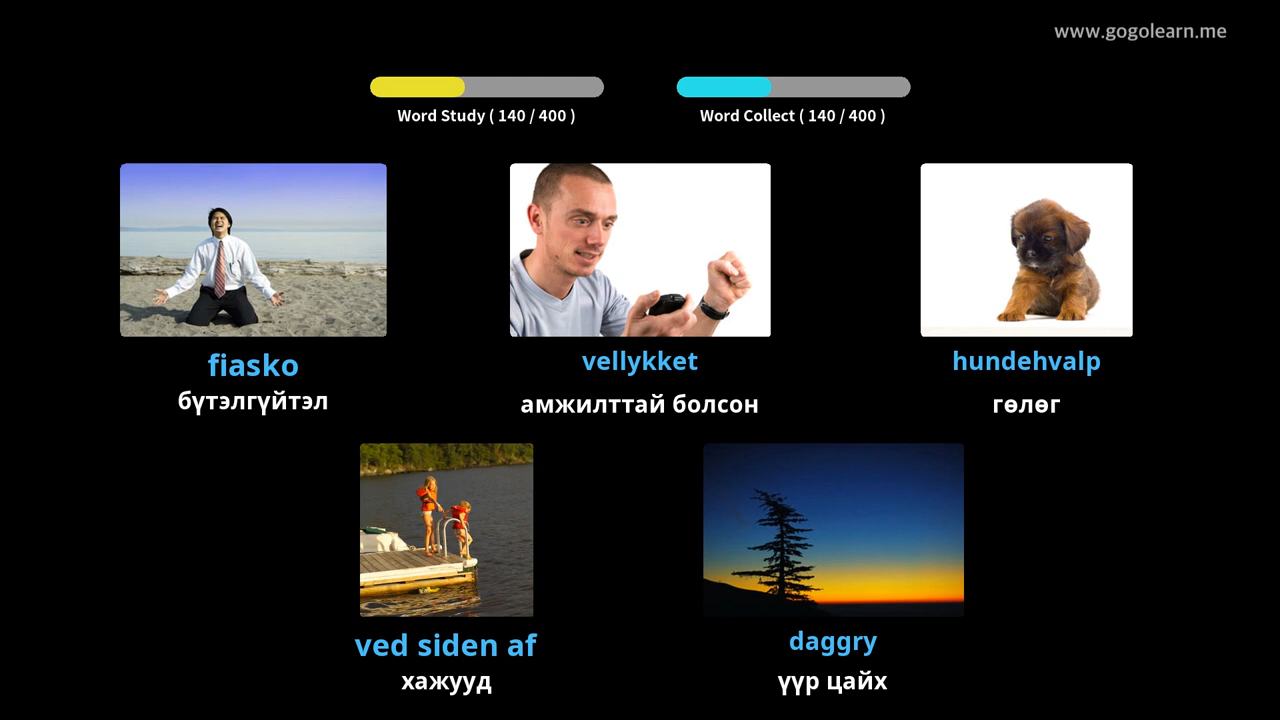 www.gogolearn.me
Word Study ( 140 / 400 )
Word Collect ( 140 / 400 )
fiasko
бүтэлгүйтэл
vellykket
амжилттай болсон
hundehvalp
гөлөг
ved siden af
хажууд
daggry
үүр цайх